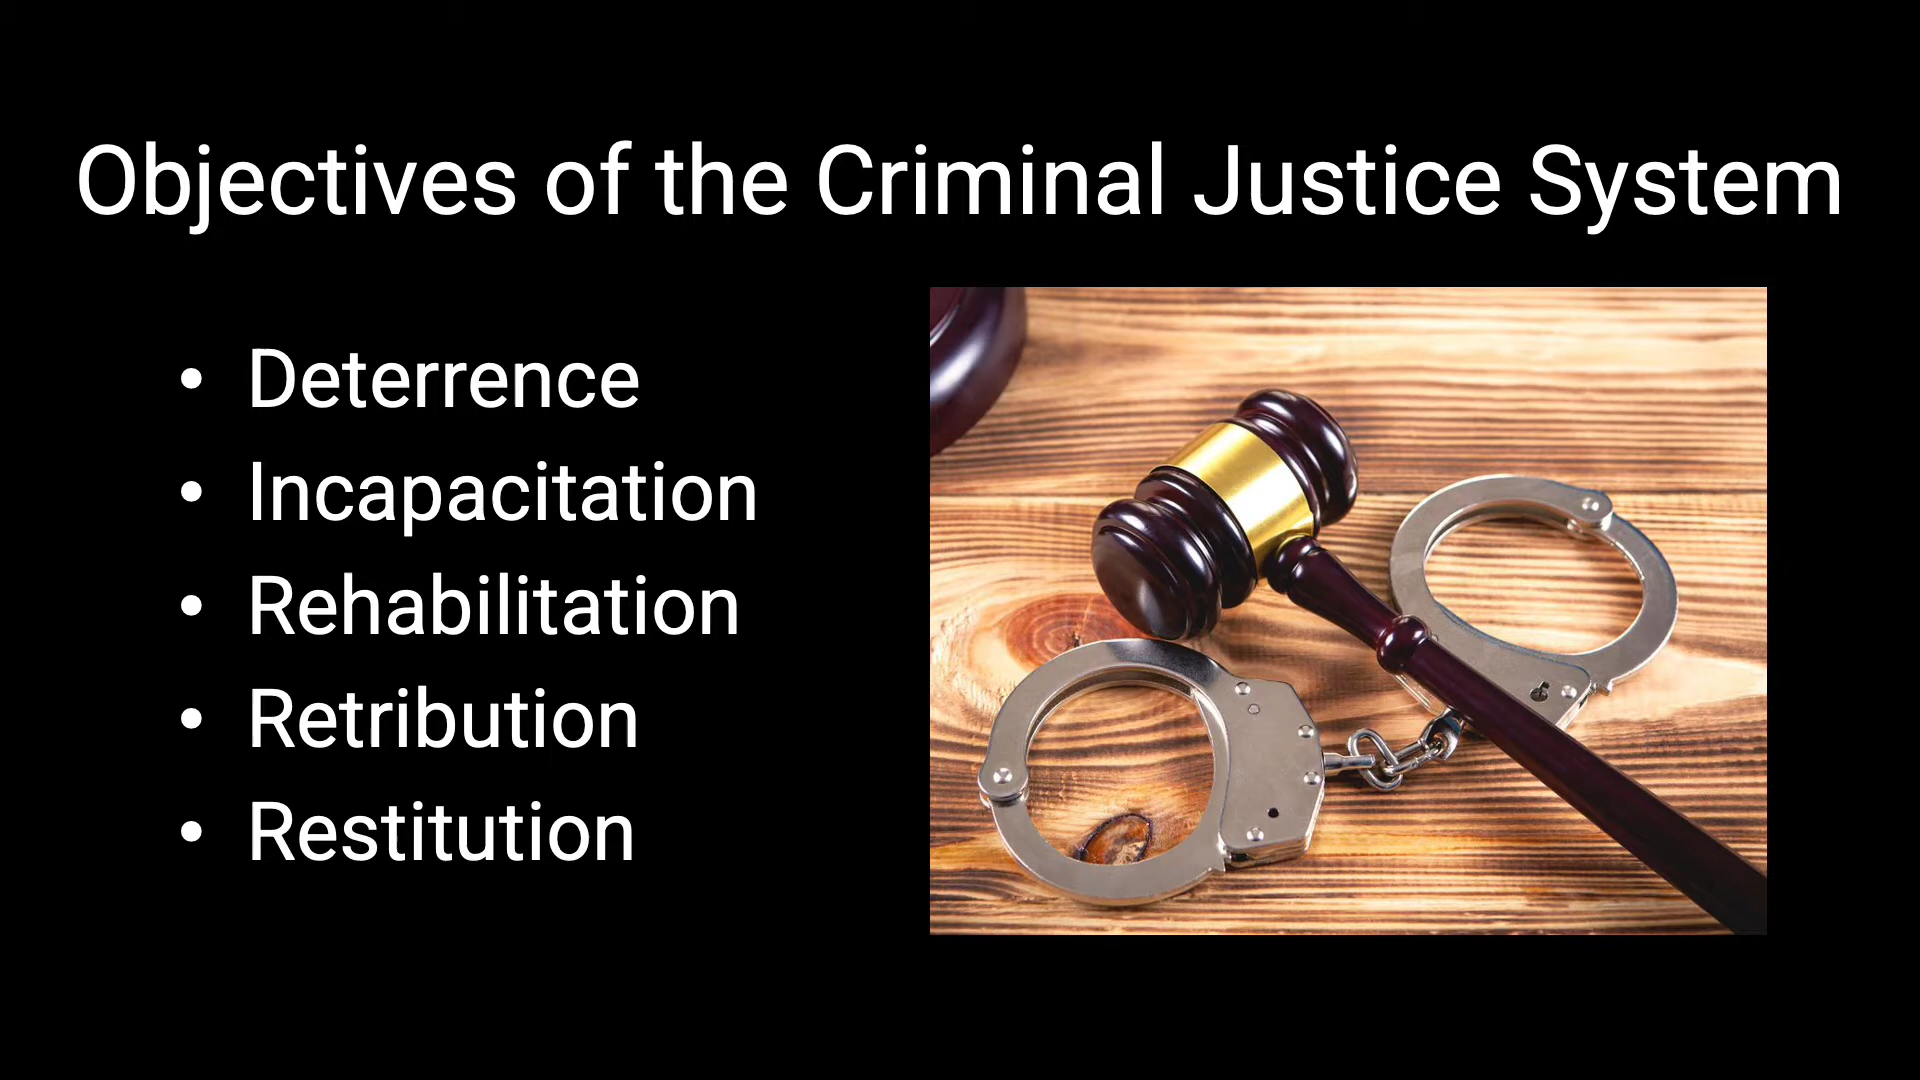 Objectives of the Criminal Justice System
• Deterrence
• Incapacitation
• Rehabilitation
• Retribution
• Restitution